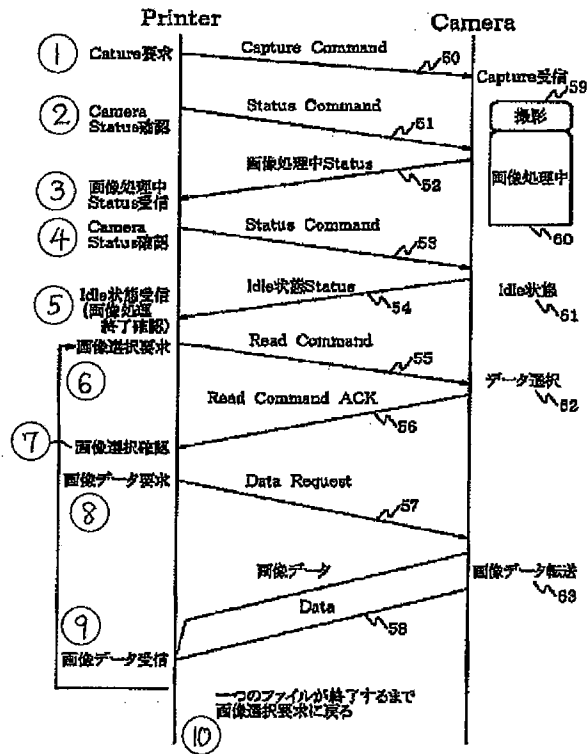 Printer
Camera
① Cature要求
Capture Command
50
Capture受信
59
撮影
② Camera
Status確認
Status Command
51
画像処理中Status
52
画像処理中
60
③ 画像処理中
Status受信
④ Camera
Status確認
Status Command
53
Idle状態Status
54
Idle状態
61
⑤ Idle状態受信
(画像処理
終了確認)
画像選択要求
⑥
Read Command
55
データ選択
62
Read Command ACK
56
⑦ 画像選択確認
画像データ要求
⑧
Data Request
57
画像データ
画像データ転送
63
Data
58
⑨
画像データ受信
一つのファイルが終了するまで
画像選択要求に戻る
⑩